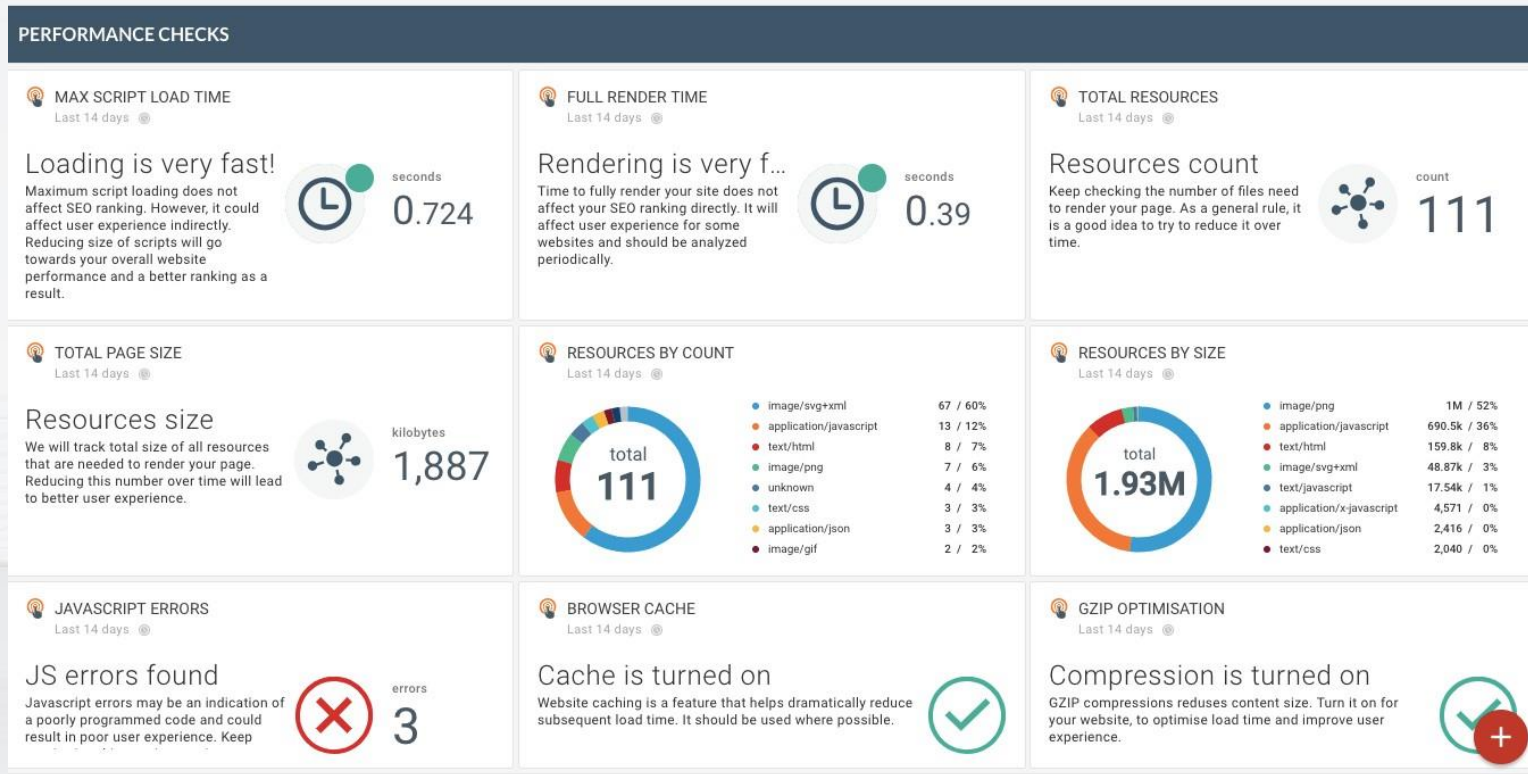 PERFORMANCE CHECKS
MAX SCRIPT LOAD TIME
Last 14 days
Loading is very fast!
Maximum script loading does not
affect SEO ranking. However, it could
affect user experience indirectly.
Reducing size of scripts will go
towards your overall website
performance and a better ranking as a
result.
seconds
0.724
FULL RENDER TIME
Last 14 days
Rendering is very f...
Time to fully render your site does not
affect your SEO ranking directly. It will
affect user experience for some
websites and should be analyzed
periodically.
seconds
0.39
TOTAL RESOURCES
Last 14 days
Resources count
Keep checking the number of files need
to render your page. As a general rule, it
is a good idea to try to reduce it over
time.
count
111
TOTAL PAGE SIZE
Last 14 days
Resources size
We will track total size of all resources
that are needed to render your page.
Reducing this number over time will lead
to better user experience.
kilobytes
1,887
RESOURCES BY COUNT
Last 14 days
total
111
image/svg+xml 67 / 60%
application/javascript 13 / 12%
text/html 8 / 7%
image/png 7 / 6%
unknown 4 / 4%
text/css 3 / 3%
application/json 3 / 3%
image/gif 2 / 2%
RESOURCES BY SIZE
Last 14 days
total
1.93M
image/png 1M / 52%
application/javascript 690.5k / 36%
text/html 159.8k / 8%
image/svg+xml 48.87k / 3%
text/javascript 17.54k / 1%
application/x-javascript 4,571 / 0%
application/json 2,416 / 0%
text/css 2,040 / 0%
JAVASCRIPT ERRORS
Last 14 days
JS errors found
Javascript errors may be an indication of
a poorly programmed code and could
result in poor user experience. Keep
errors
3
BROWSER CACHE
Last 14 days
Cache is turned on
Website caching is a feature that helps dramatically reduce
subsequent load time. It should be used where possible.
GZIP OPTIMISATION
Last 14 days
Compression is turned on
GZIP compressions reduses content size. Turn it on for
your website, to optimise load time and improve user
experience.
+